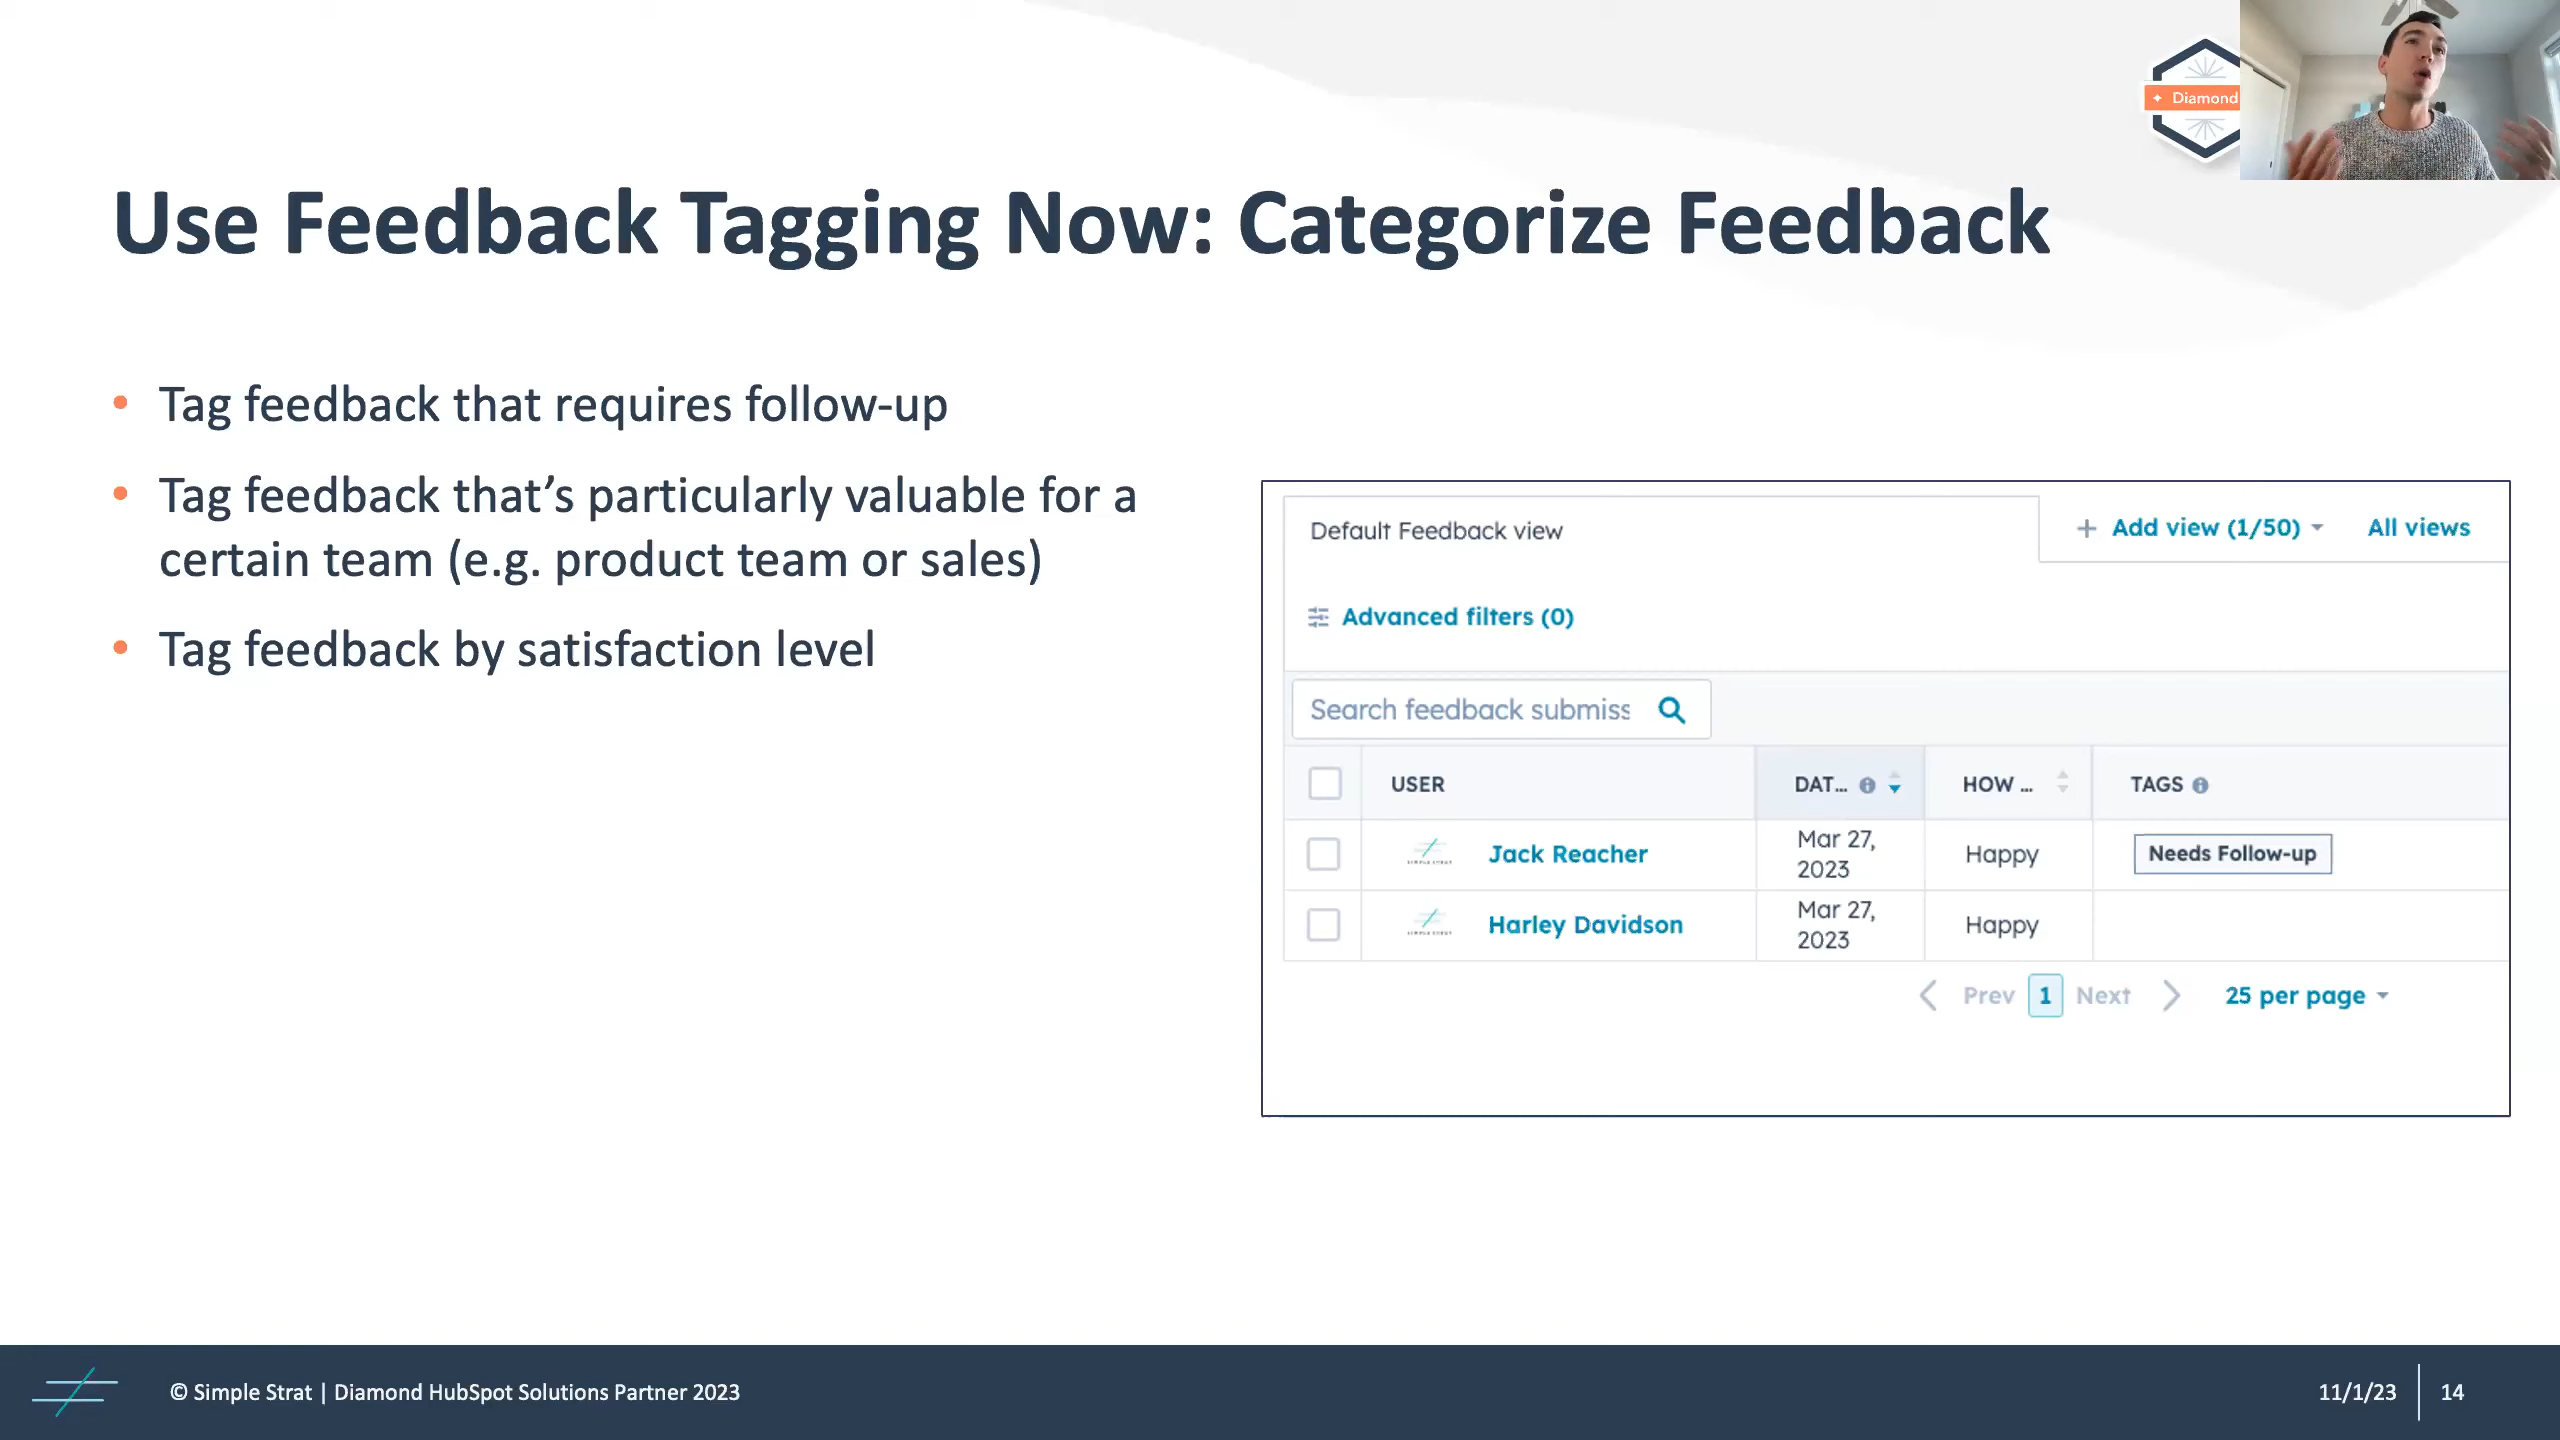 Diamond
Use Feedback Tagging Now: Categorize Feedback
• Tag feedback that requires follow-up
• Tag feedback that’s particularly valuable for a
certain team (e.g. product team or sales)
• Tag feedback by satisfaction level
Default Feedback view
+ Add view (1/50)
All views
Advanced filters (0)
Search feedback submiss
USER DAT... HOW ... TAGS
Jack Reacher Mar 27, 2023 Happy Needs Follow-up
Harley Davidson Mar 27, 2023 Happy
Prev 1 Next 25 per page
© Simple Strat | Diamond HubSpot Solutions Partner 2023
11/1/23 14